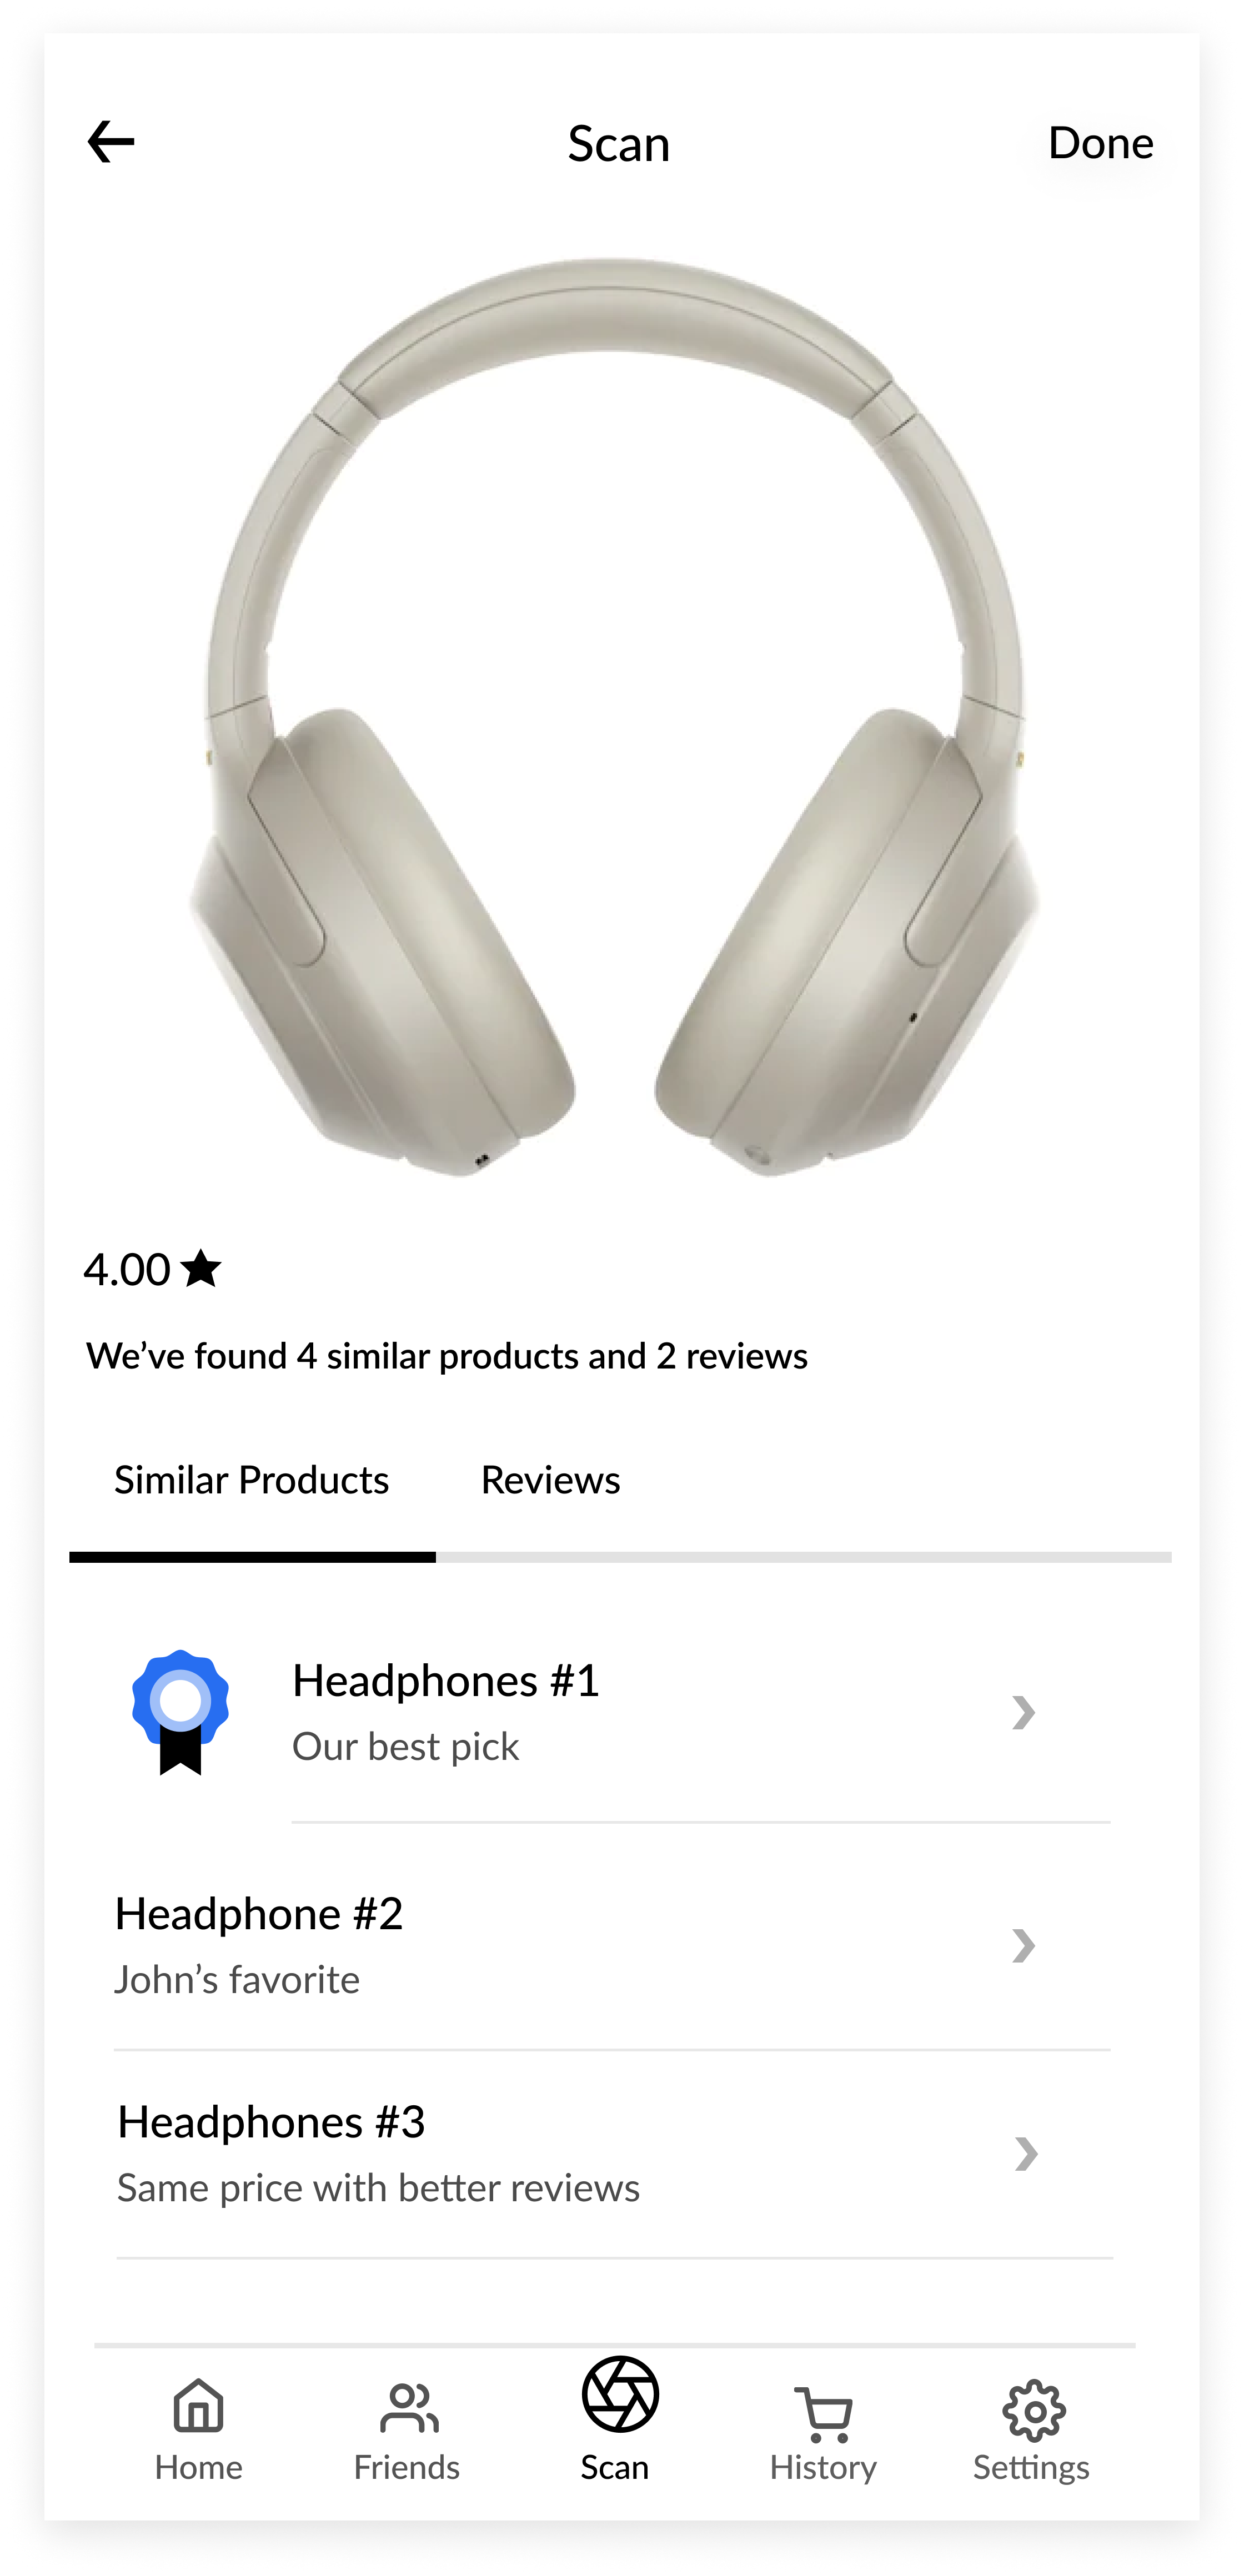 Scan
Done
4.00
We’ve found 4 similar products and 2 reviews
Similar Products
Reviews
Headphones #1
Our best pick
Headphone #2
John’s favorite
Headphones #3
Same price with better reviews
Home
Friends
Scan
History
Settings